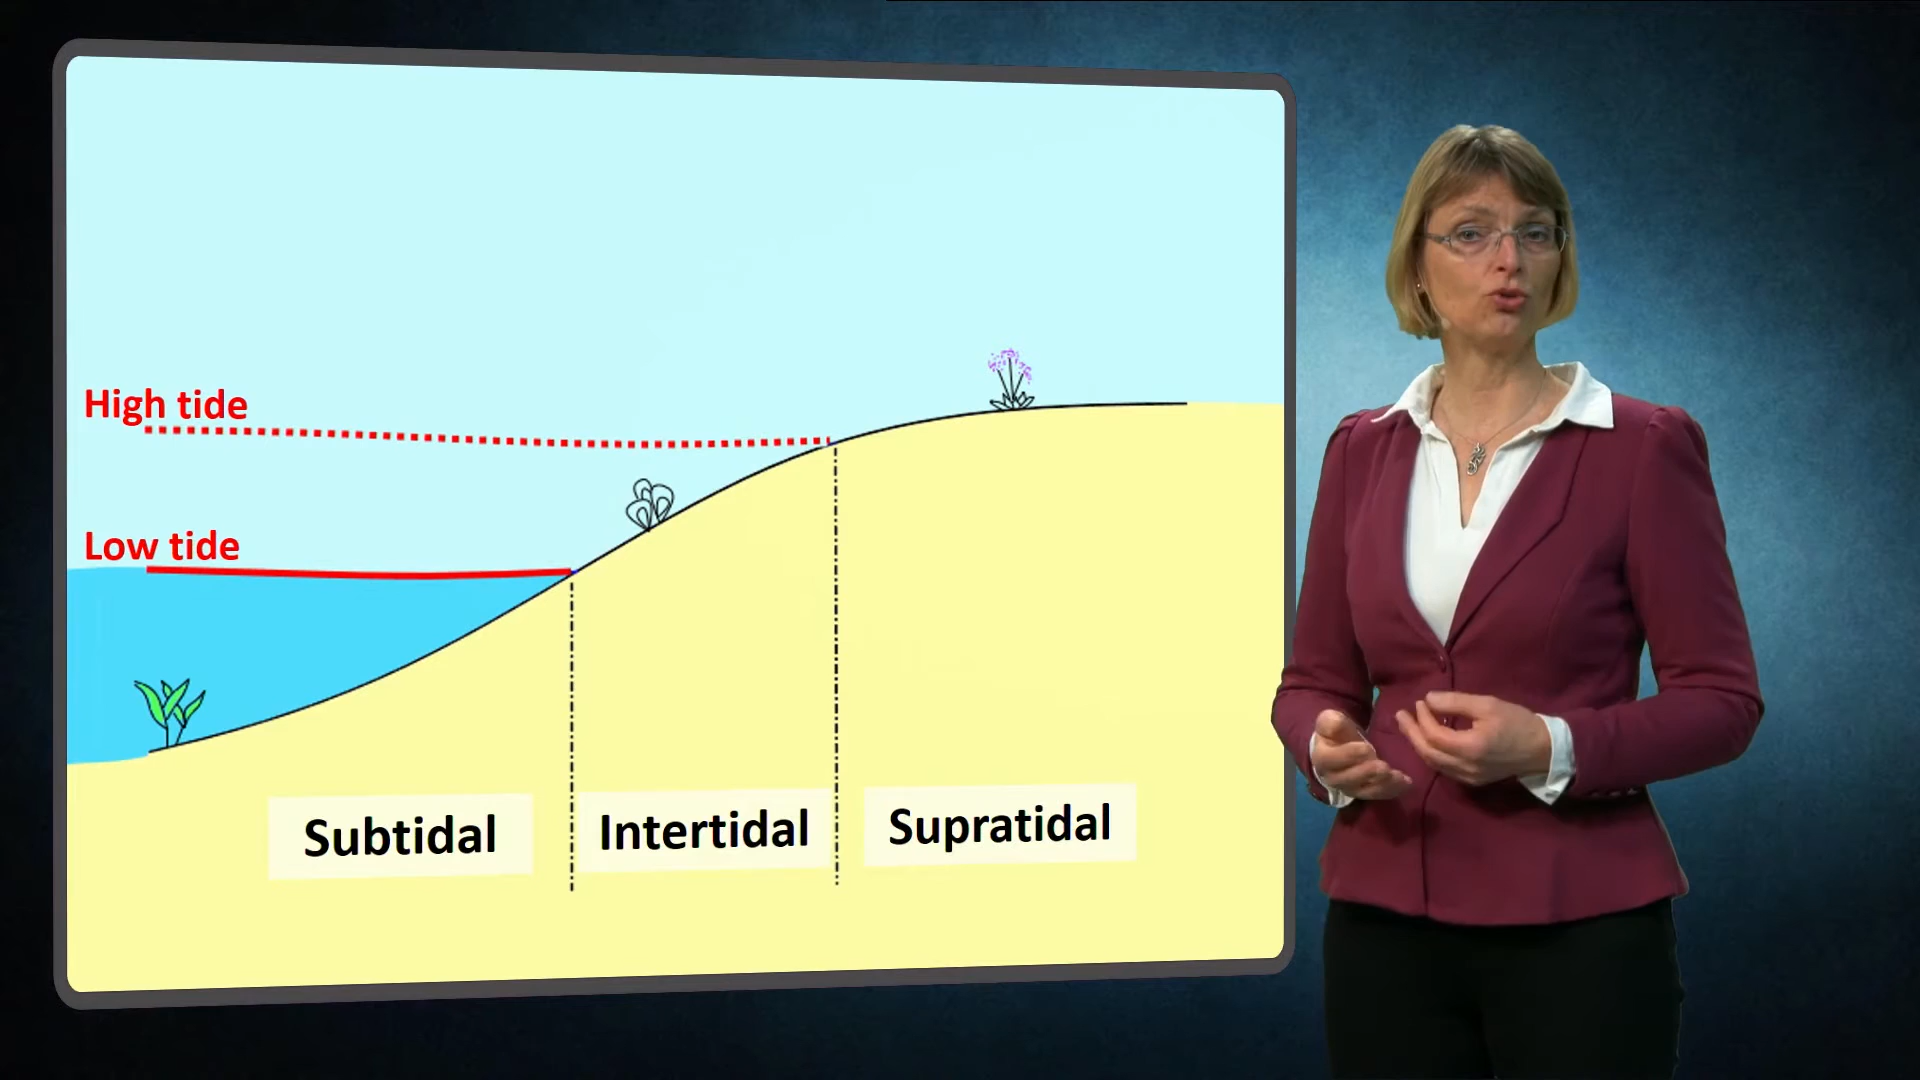 High tide
Low tide
Subtidal
Intertidal
Supratidal